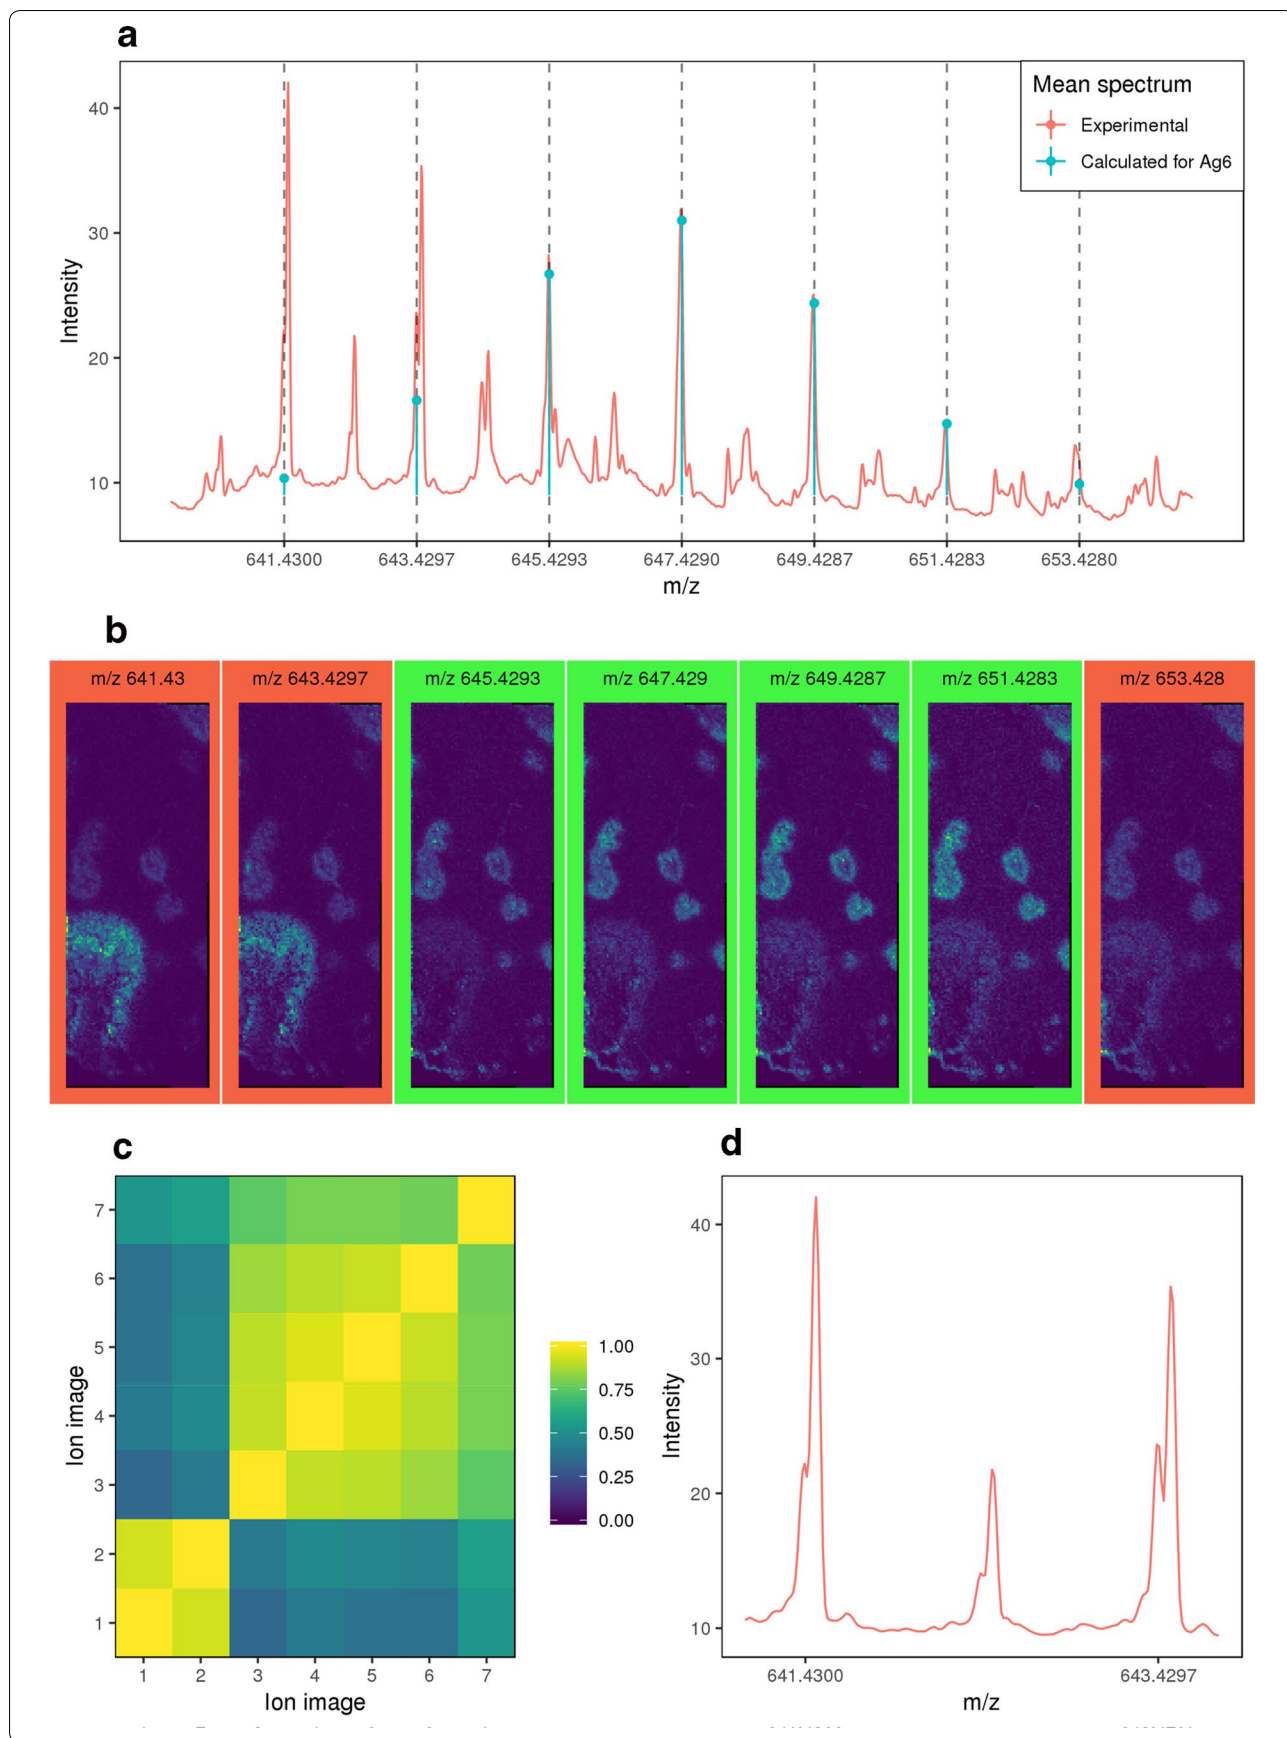 a
Mean spectrum
Experimental
Calculated for Ag6
40
30
20
10
Intensity
641.4300 643.4297 645.4293 647.4290 649.4287 651.4283 653.4280
m/z
b
m/z 641.43 m/z 643.4297 m/z 645.4293 m/z 647.429 m/z 649.4287 m/z 651.4283 m/z 653.428
c
7
6
5
4
3
2
1
Ion image
1 2 3 4 5 6 7
Ion image
1.00
0.75
0.50
0.25
0.00
d
40
30
20
10
Intensity
641.4300 643.4297
m/z